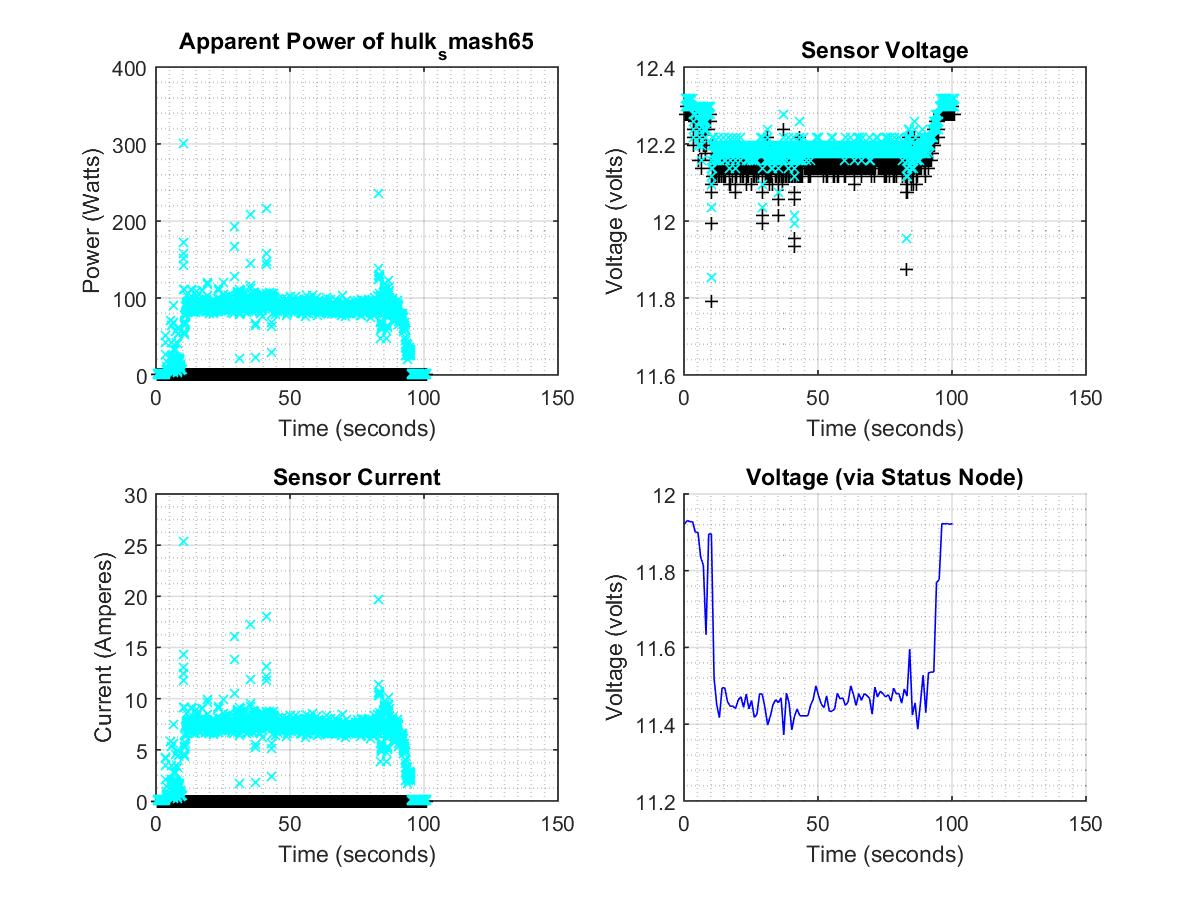 Apparent Power of hulksmash65
400
300
200
100
0
Power (Watts)
0 50 100 150
Time (seconds)
Sensor Voltage
12.4
12.2
12
11.8
11.6
Voltage (volts)
0 50 100 150
Time (seconds)
Sensor Current
30
25
20
15
10
5
0
Current (Amperes)
0 50 100 150
Time (seconds)
Voltage (via Status Node)
12
11.8
11.6
11.4
11.2
Voltage (volts)
0 50 100 150
Time (seconds)